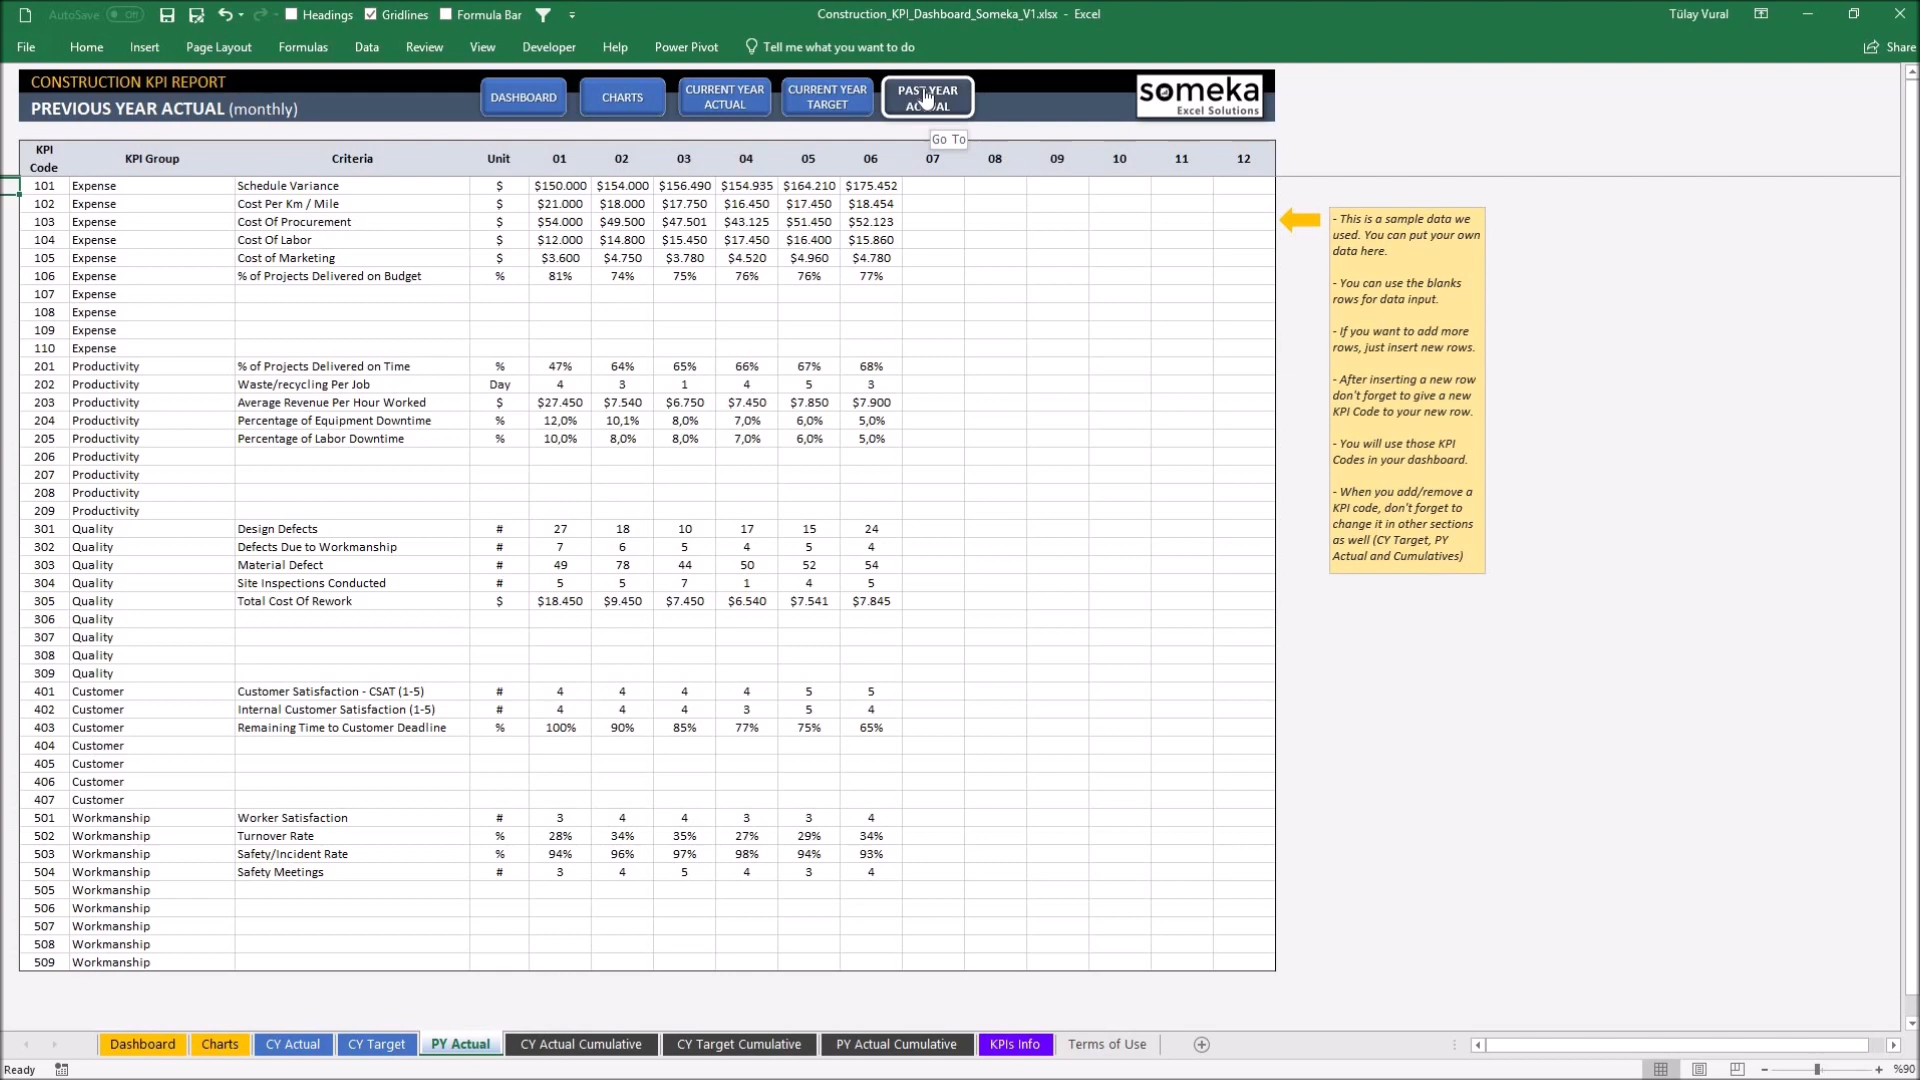 AutoSave Off Headings Gridlines Formula Bar Construction_KPI_Dashboard_Someka_V1.xlsx - Excel Tülay Vural
File Home Insert Page Layout Formulas Data Review View Developer Help Power Pivot Tell me what you want to do Share
CONSTRUCTION KPI REPORT
PREVIOUS YEAR ACTUAL (monthly)
DASHBOARD
CHARTS
CURRENT YEAR
ACTUAL
CURRENT YEAR
TARGET
PAST YEAR
someka
Excel Solutions
Go To
KPI
Code KPI Group Criteria Unit 01 02 03 04 05 06 07 08 09 10 11 12
101 Expense Schedule Variance $ $150.000 $154.000 $156.490 $154.935 $164.210 $175.452
102 Expense Cost Per Km / Mile $ $21.000 $18.000 $17.750 $16.450 $17.450 $18.454
103 Expense Cost Of Procurement $ $54.000 $49.500 $47.501 $43.125 $51.450 $52.123
104 Expense Cost Of Labor $ $12.000 $14.800 $15.450 $17.450 $16.400 $15.860
105 Expense Cost of Marketing $ $3.600 $4.750 $3.780 $4.520 $4.960 $4.780
106 Expense % of Projects Delivered on Budget % 81% 74% 75% 76% 76% 77%
107 Expense
108 Expense
109 Expense
110 Expense
201 Productivity % of Projects Delivered on Time % 47% 64% 65% 66% 67% 68%
202 Productivity Waste/recycling Per Job Day 4 3 1 4 5 3
203 Productivity Average Revenue Per Hour Worked $ $27.450 $7.540 $6.750 $7.450 $7.850 $7.900
204 Productivity Percentage of Equipment Downtime % 12,0% 10,1% 8,0% 7,0% 6,0% 5,0%
205 Productivity Percentage of Labor Downtime % 10,0% 8,0% 8,0% 7,0% 6,0% 5,0%
206 Productivity
207 Productivity
208 Productivity
209 Productivity
301 Quality Design Defects # 27 18 10 17 15 24
302 Quality Defects Due to Workmanship # 7 6 5 4 5 4
303 Quality Material Defect # 49 78 44 50 52 54
304 Quality Site Inspections Conducted # 5 5 7 1 4 5
305 Quality Total Cost Of Rework $ $18.450 $9.450 $7.450 $6.540 $7.541 $7.845
306 Quality
307 Quality
308 Quality
309 Quality
401 Customer Customer Satisfaction - CSAT (1-5) # 4 4 4 4 5 5
402 Customer Internal Customer Satisfaction (1-5) # 4 4 4 3 5 4
403 Customer Remaining Time to Customer Deadline % 100% 90% 85% 77% 75% 65%
404 Customer
405 Customer
406 Customer
407 Customer
501 Workmanship Worker Satisfaction # 3 4 4 3 3 4
502 Workmanship Turnover Rate % 28% 34% 35% 27% 29% 34%
503 Workmanship Safety/Incident Rate % 94% 96% 97% 98% 94% 93%
504 Workmanship Safety Meetings # 3 4 5 4 3 4
505 Workmanship
506 Workmanship
507 Workmanship
508 Workmanship
509 Workmanship
- This is a sample data we
used. You can put your own
data here.
- You can use the blanks
rows for data input.
- If you want to add more
rows, just insert new rows.
- After inserting a new row
don't forget to give a new
KPI Code to your new row.
- You will use those KPI
Codes in your dashboard.
- When you add/remove a
KPI code, don't forget to
change it in other sections
as well (CY Target, PY
Actual and Cumulatives)
Dashboard Charts CY Actual CY Target PY Actual CY Actual Cumulative CY Target Cumulative PY Actual Cumulative KPIs Info Terms of Use
Ready %90